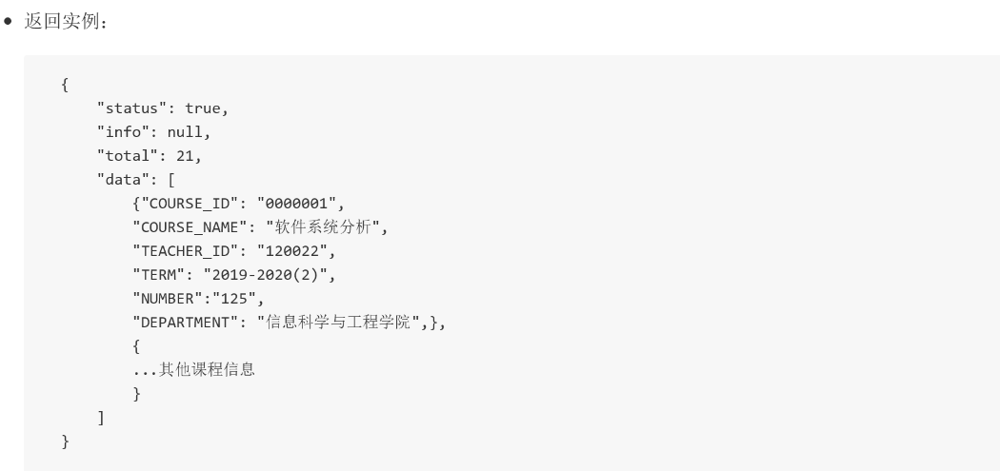 • 返回实例：
{
"status": true,
"info": null,
"total": 21,
"data": [
{"COURSE_ID": "0000001",
"COURSE_NAME": "软件系统分析",
"TEACHER_ID": "120022",
"TERM": "2019-2020(2)",
"NUMBER":"125",
"DEPARTMENT": "信息科学与工程学院",},
{
...其他课程信息
}
]
}